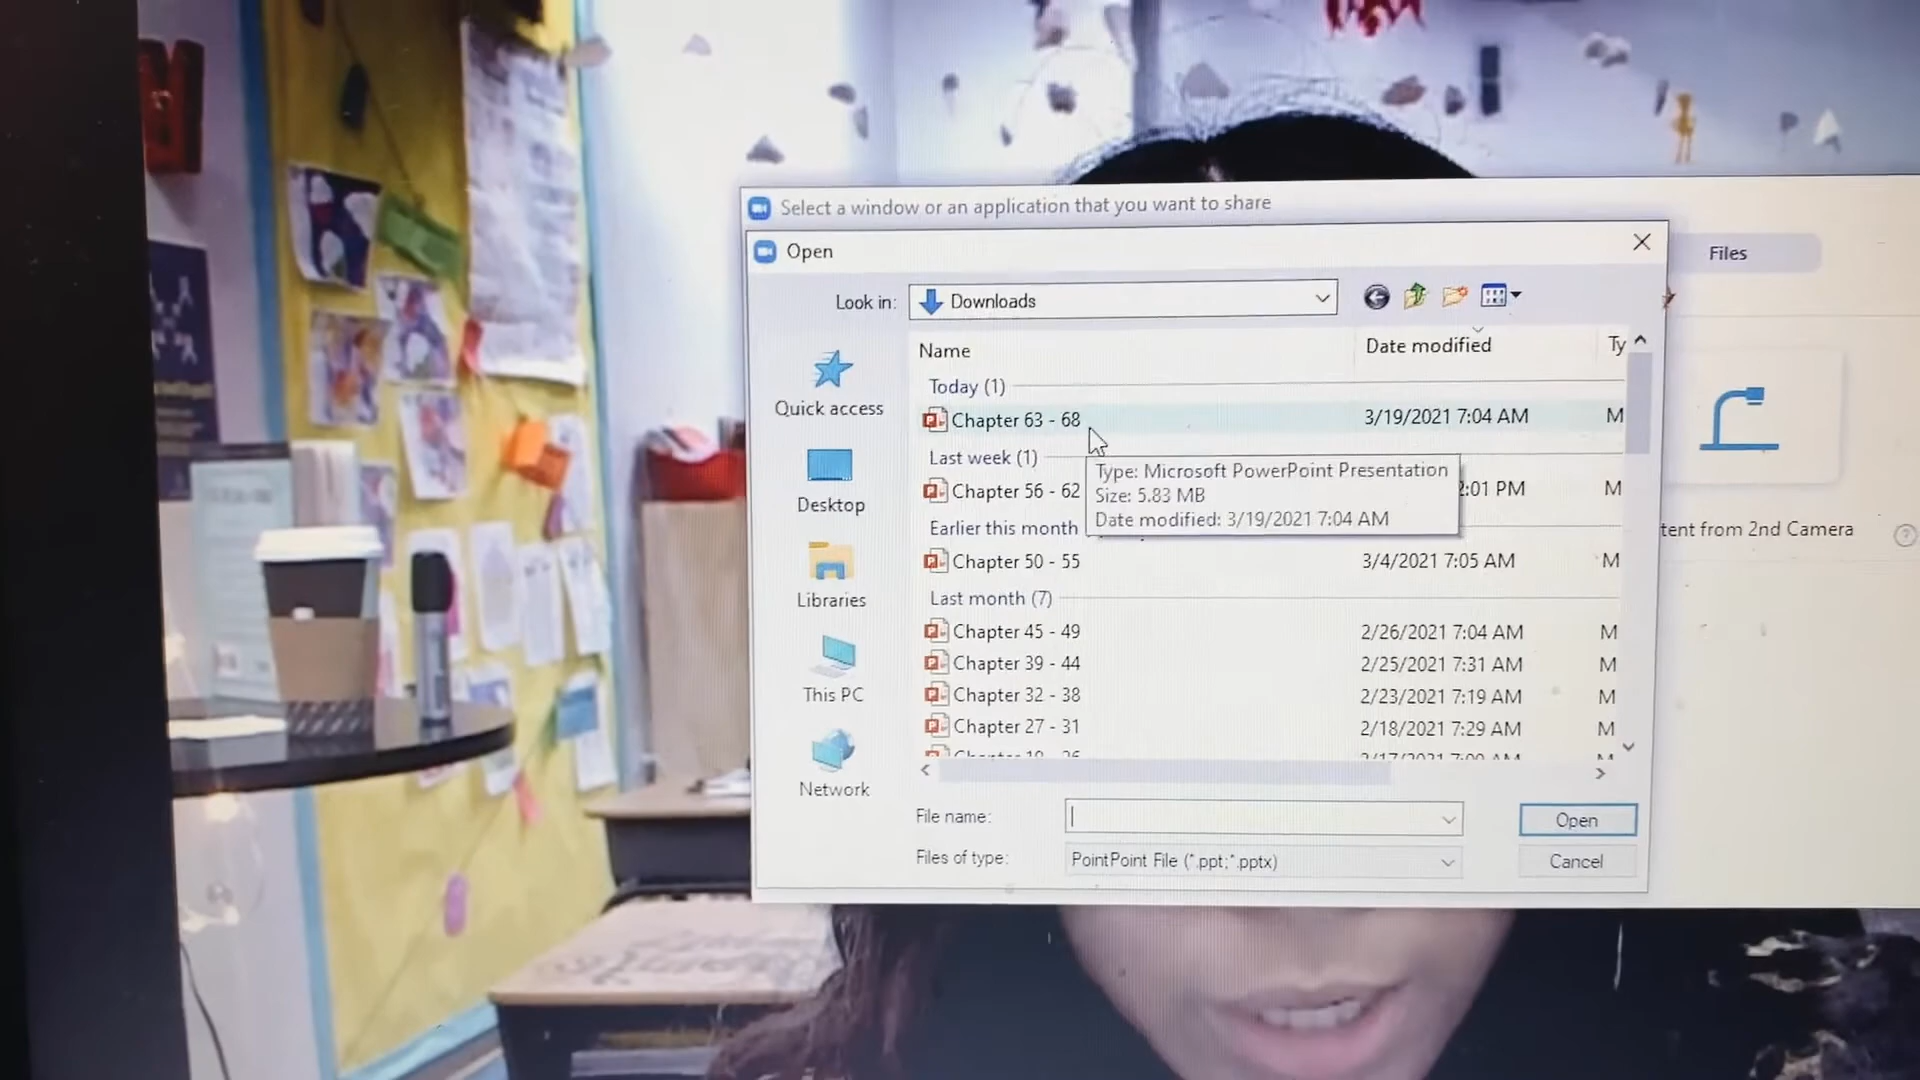 Select a window or an application that you want to share
Open
Files
Look in: Downloads
Name Date modified Ty
Today (1)
Chapter 63 - 68 3/19/2021 7:04 AM M
Last week (1)
Type: Microsoft PowerPoint Presentation
Size: 5.83 MB
Date modified: 3/19/2021 7:04 AM
Chapter 56 - 62 2:01 PM M
Earlier this month
Chapter 50 - 55 3/4/2021 7:05 AM M
Last month (7)
Chapter 45 - 49 2/26/2021 7:04 AM M
Chapter 39 - 44 2/25/2021 7:31 AM M
Chapter 32 - 38 2/23/2021 7:19 AM M
Chapter 27 - 31 2/18/2021 7:29 AM M
Quick access
Desktop
Libraries
This PC
Network
File name:
Open
Files of type: PointPoint File (*.ppt;*.pptx)
Cancel
tent from 2nd Camera